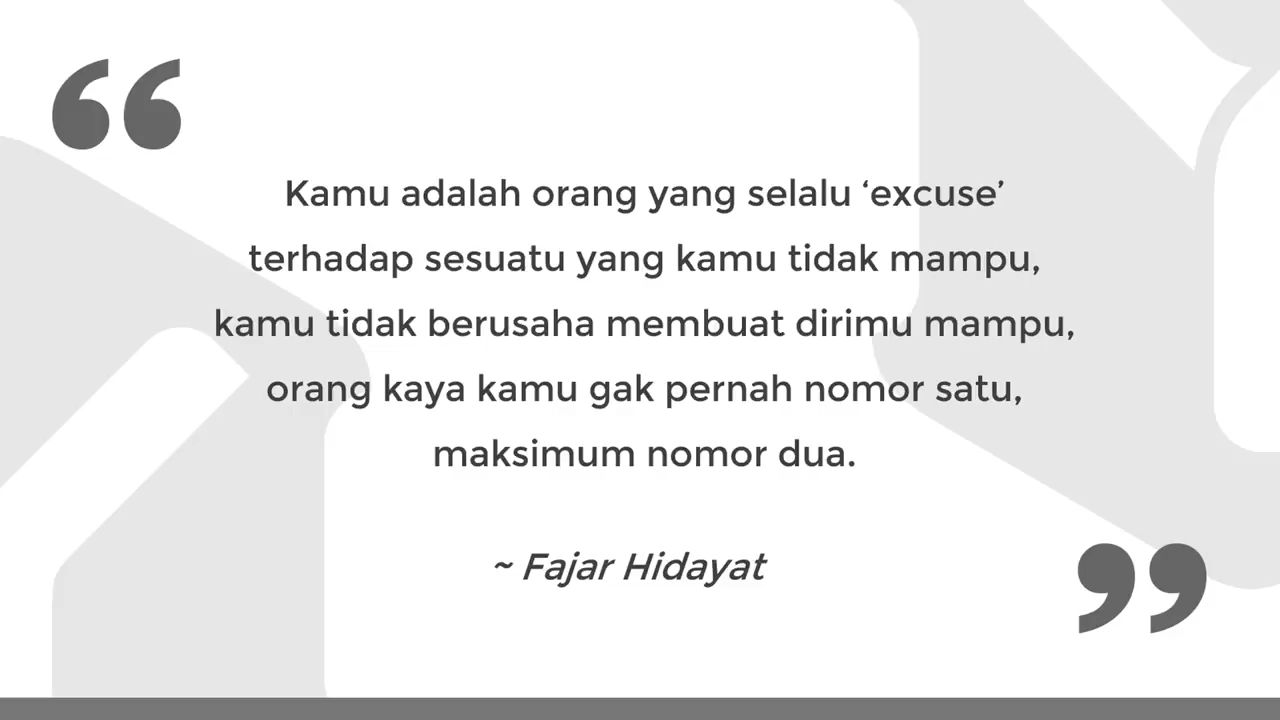 Kamu adalah orang yang selalu ‘excuse’
terhadap sesuatu yang kamu tidak mampu,
kamu tidak berusaha membuat dirimu mampu,
orang kaya kamu gak pernah nomor satu,
maksimum nomor dua.
~ Fajar Hidayat